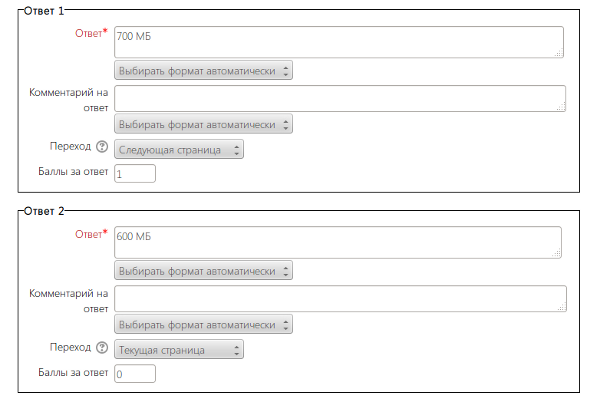 Ответ 1
Ответ*
700 МБ
Выбирать формат автоматически
Комментарий на
ответ
Выбирать формат автоматически
Переход ?
Следующая страница
Баллы за ответ
1
Ответ 2
Ответ*
600 МБ
Выбирать формат автоматически
Комментарий на
ответ
Выбирать формат автоматически
Переход ?
Текущая страница
Баллы за ответ
0